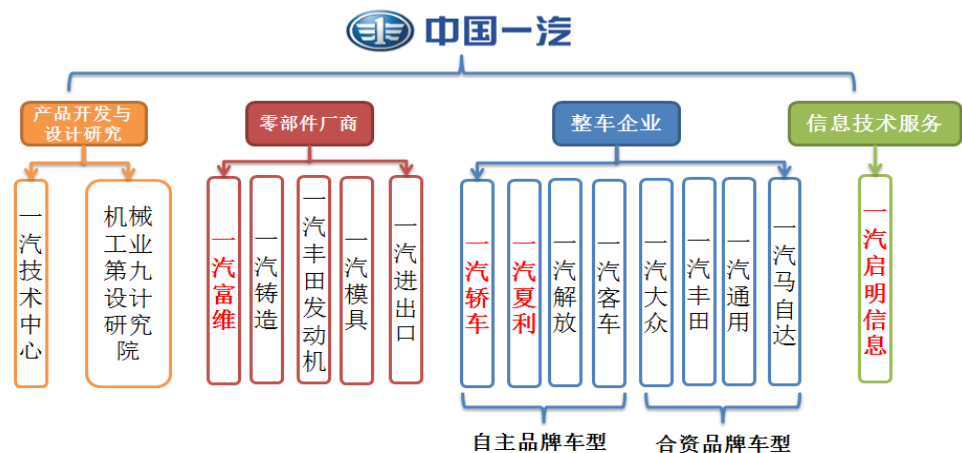 中国一汽
产品开发与
设计研究
零部件厂商
整车企业
信息技术服务
一汽技术中心
机械
工业
第九
设计
研究
院
一汽富维
一汽铸造
一汽丰田发动机
一汽模具
一汽进出口
一汽轿车
一汽夏利
一汽解放
一汽客车
一汽大众
一汽丰田
一汽通用
一汽马自达
一汽启明信息
自主品牌车型
合资品牌车型